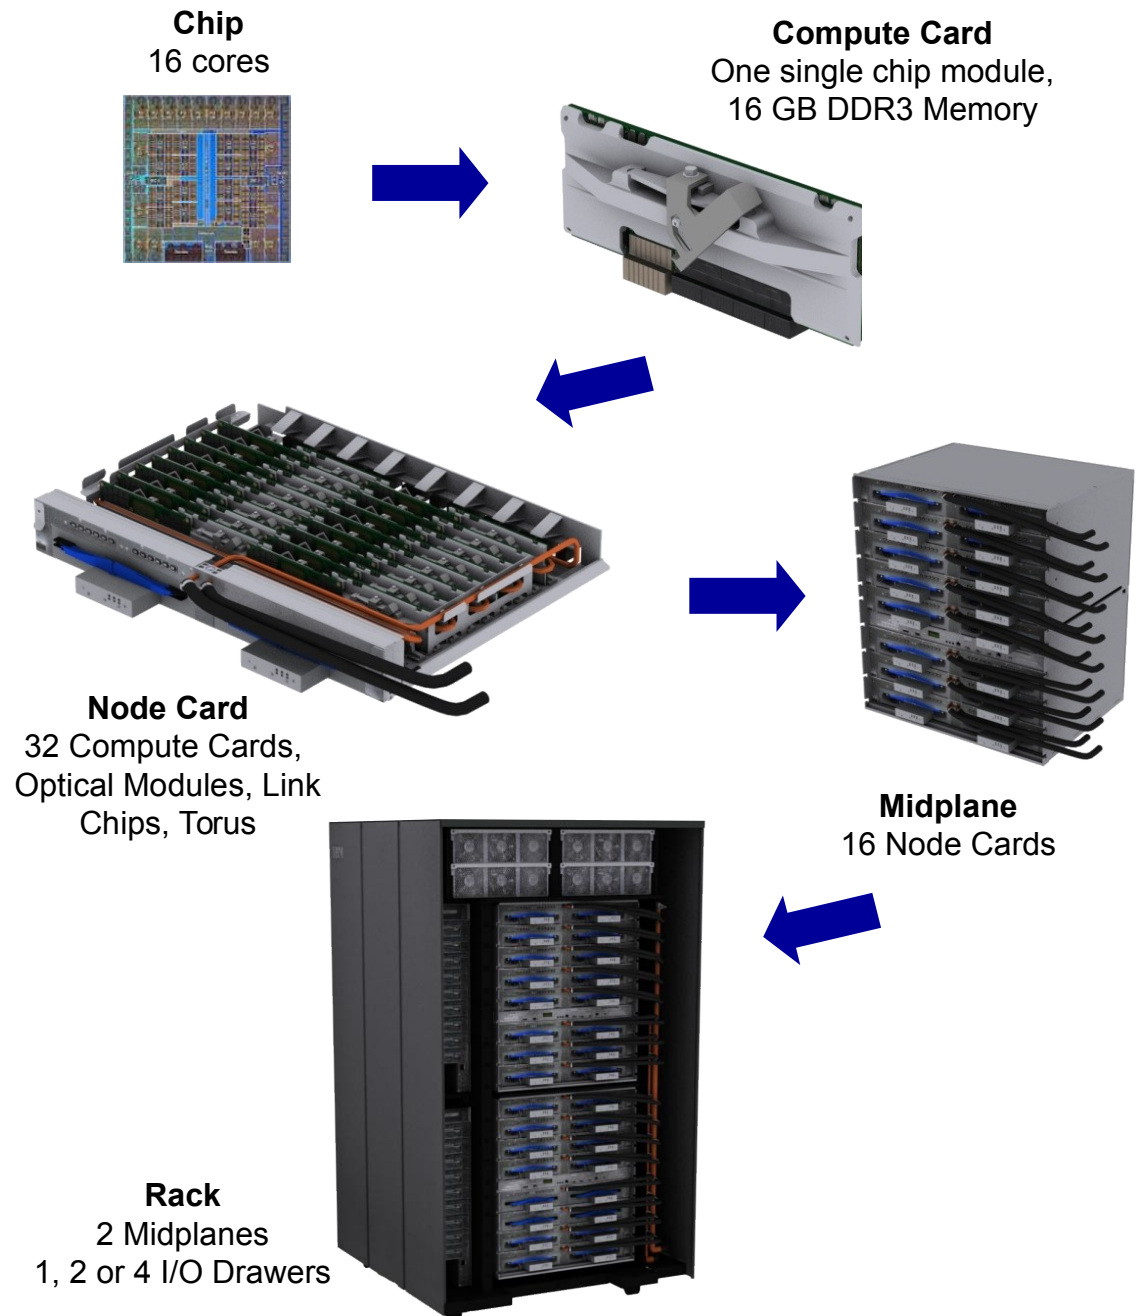 Chip
16 cores
Compute Card
One single chip module,
16 GB DDR3 Memory
Node Card
32 Compute Cards,
Optical Modules, Link
Chips, Torus
Midplane
16 Node Cards
Rack
2 Midplanes
1, 2 or 4 I/O Drawers